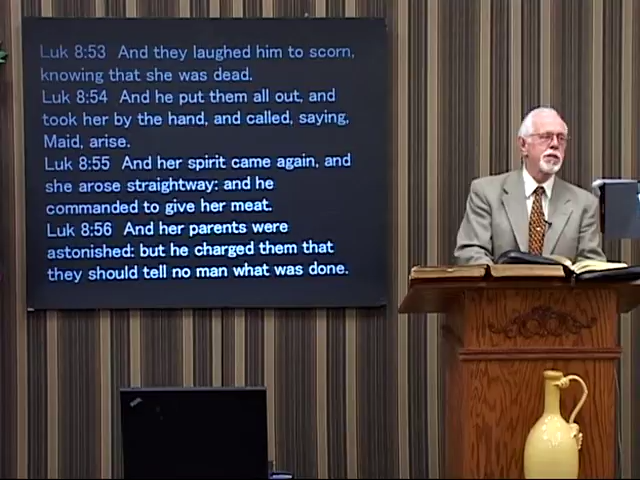 Luk 8:53 And they laughed him to scorn,
knowing that she was dead.
Luk 8:54 And he put them all out, and
took her by the hand, and called, saying,
Maid, arise.
Luk 8:55 And her spirit came again, and
she arose straightway: and he
commanded to give her meat.
Luk 8:56 And her parents were
astonished: but he charged them that
they should tell no man what was done.